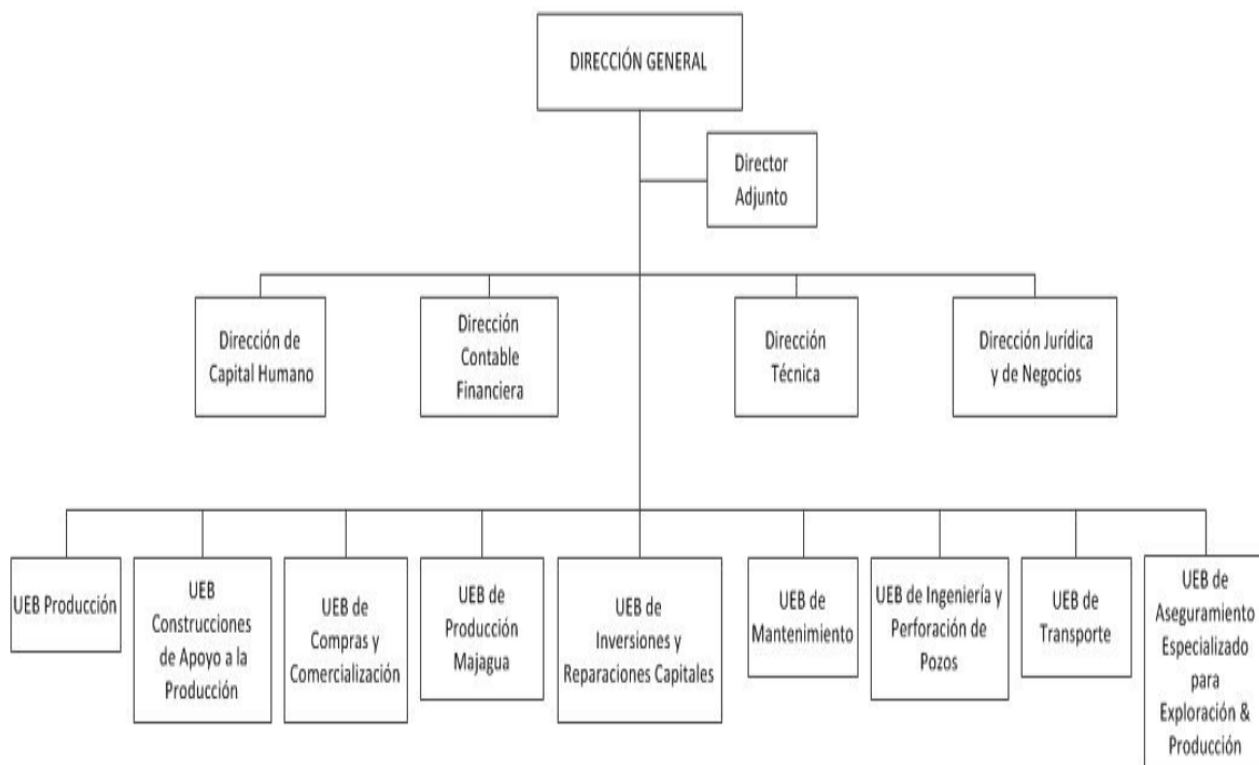 DIRECCIÓN GENERAL
Director
Adjunto
Dirección de
Capital Humano
Dirección
Contable
Financiera
Dirección
Técnica
Dirección Jurídica
y de Negocios
UEB Producción
UEB
Construcciones
de Apoyo a la
Producción
UEB de
Compras y
Comercialización
UEB de
Producción
Majagua
UEB de
Inversiones y
Reparaciones Capitales
UEB de
Mantenimiento
UEB de Ingeniería y
Perforación de
Pozos
UEB de
Transporte
UEB de
Aseguramiento
Especializado
para
Exploración &
Producción